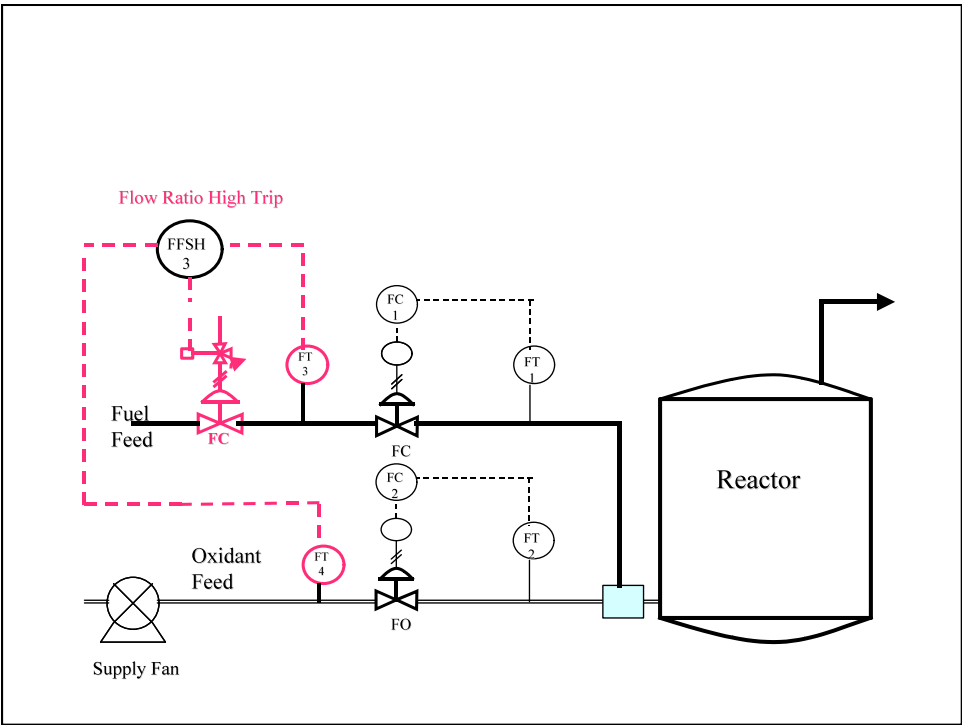 Flow Ratio High Trip
FFSH
3
FC
1
FT
3
FT
1
Fuel
Feed
FC
FC
FC
2
Reactor
FT
2
Oxidant
Feed
FT
4
FO
Supply Fan